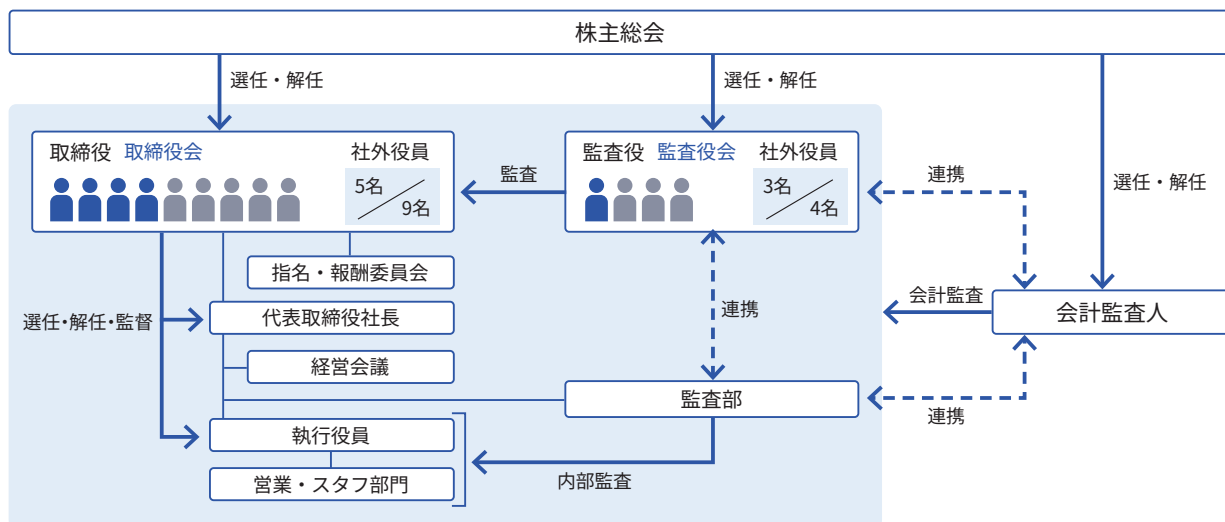 株主総会
選任・解任
選任・解任
選任・解任
取締役 取締役会
社外役員
5名
9名
監査
監査役 監査役会
社外役員
3名
4名
連携
指名・報酬委員会
選任・解任・監督
代表取締役社長
連携
会計監査
会計監査人
経営会議
監査部
連携
執行役員
営業・スタフ部門
内部監査